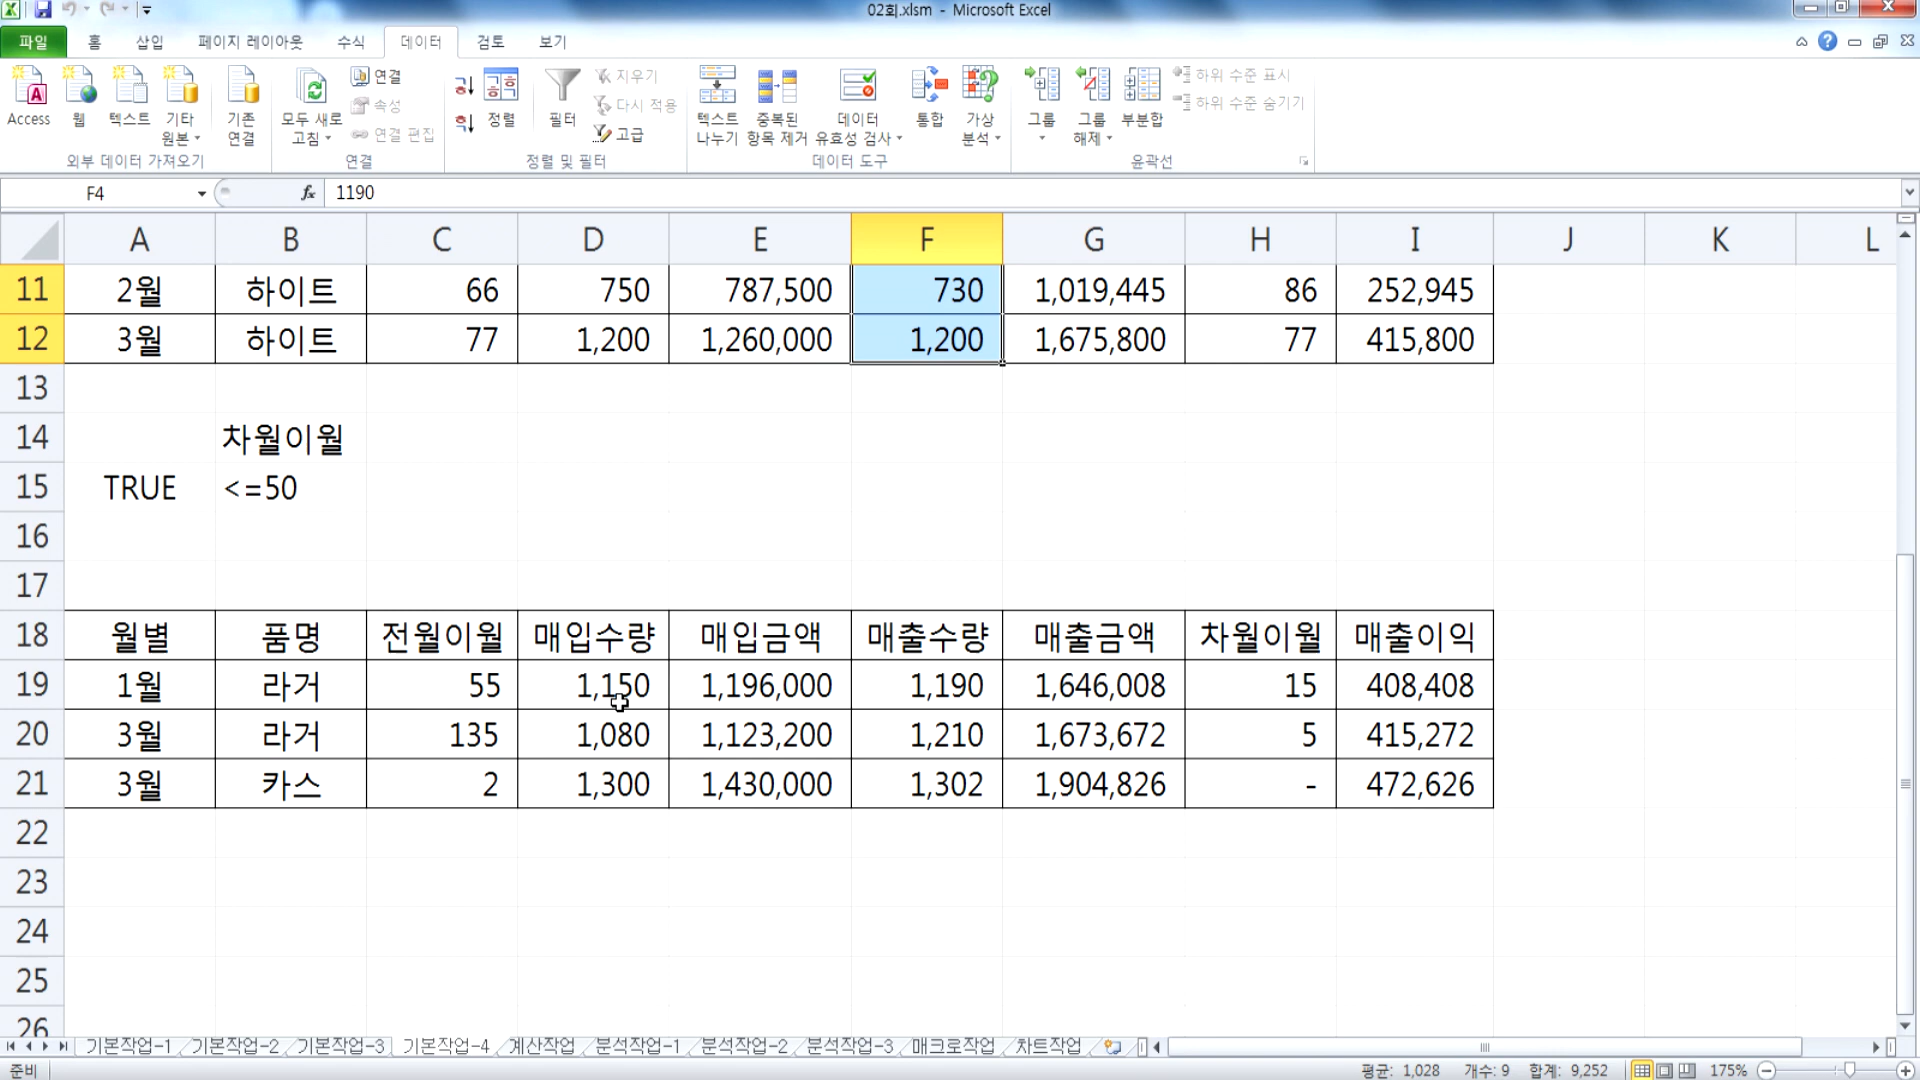 02회.xlsm - Microsoft Excel
파일 홈 삽입 페이지 레이아웃 수식 데이터 검토 보기
Access
웹
텍스트
기타 원본
기존 연결
모두 새로 고침
연결
속성
연결 편집
정렬
필터
지우기
다시 적용
고급
텍스트 나누기
중복된 항목 제거
데이터 유효성 검사
통합
가상 분석
그룹
그룹 해제
부분합
하위 수준 표시
하위 수준 숨기기
외부 데이터 가져오기 연결 정렬 및 필터 데이터 도구 윤곽선
F4 fx 1190
A B C D E F G H I J K L
11 2월 하이트 66 750 787,500 730 1,019,445 86 252,945
12 3월 하이트 77 1,200 1,260,000 1,200 1,675,800 77 415,800
13
14 차월이월
15 TRUE <=50
16
17
18 월별 품명 전월이월 매입수량 매입금액 매출수량 매출금액 차월이월 매출이익
19 1월 라거 55 1,150 1,196,000 1,190 1,646,008 15 408,408
20 3월 라거 135 1,080 1,123,200 1,210 1,673,672 5 415,272
21 3월 카스 2 1,300 1,430,000 1,302 1,904,826 - 472,626
22
23
24
25
26
기본작업-1 기본작업-2 기본작업-3 기본작업-4 계산작업 분석작업-1 분석작업-2 분석작업-3 매크로작업 차트작업
준비 평균: 1,028 개수: 9 합계: 9,252 175%